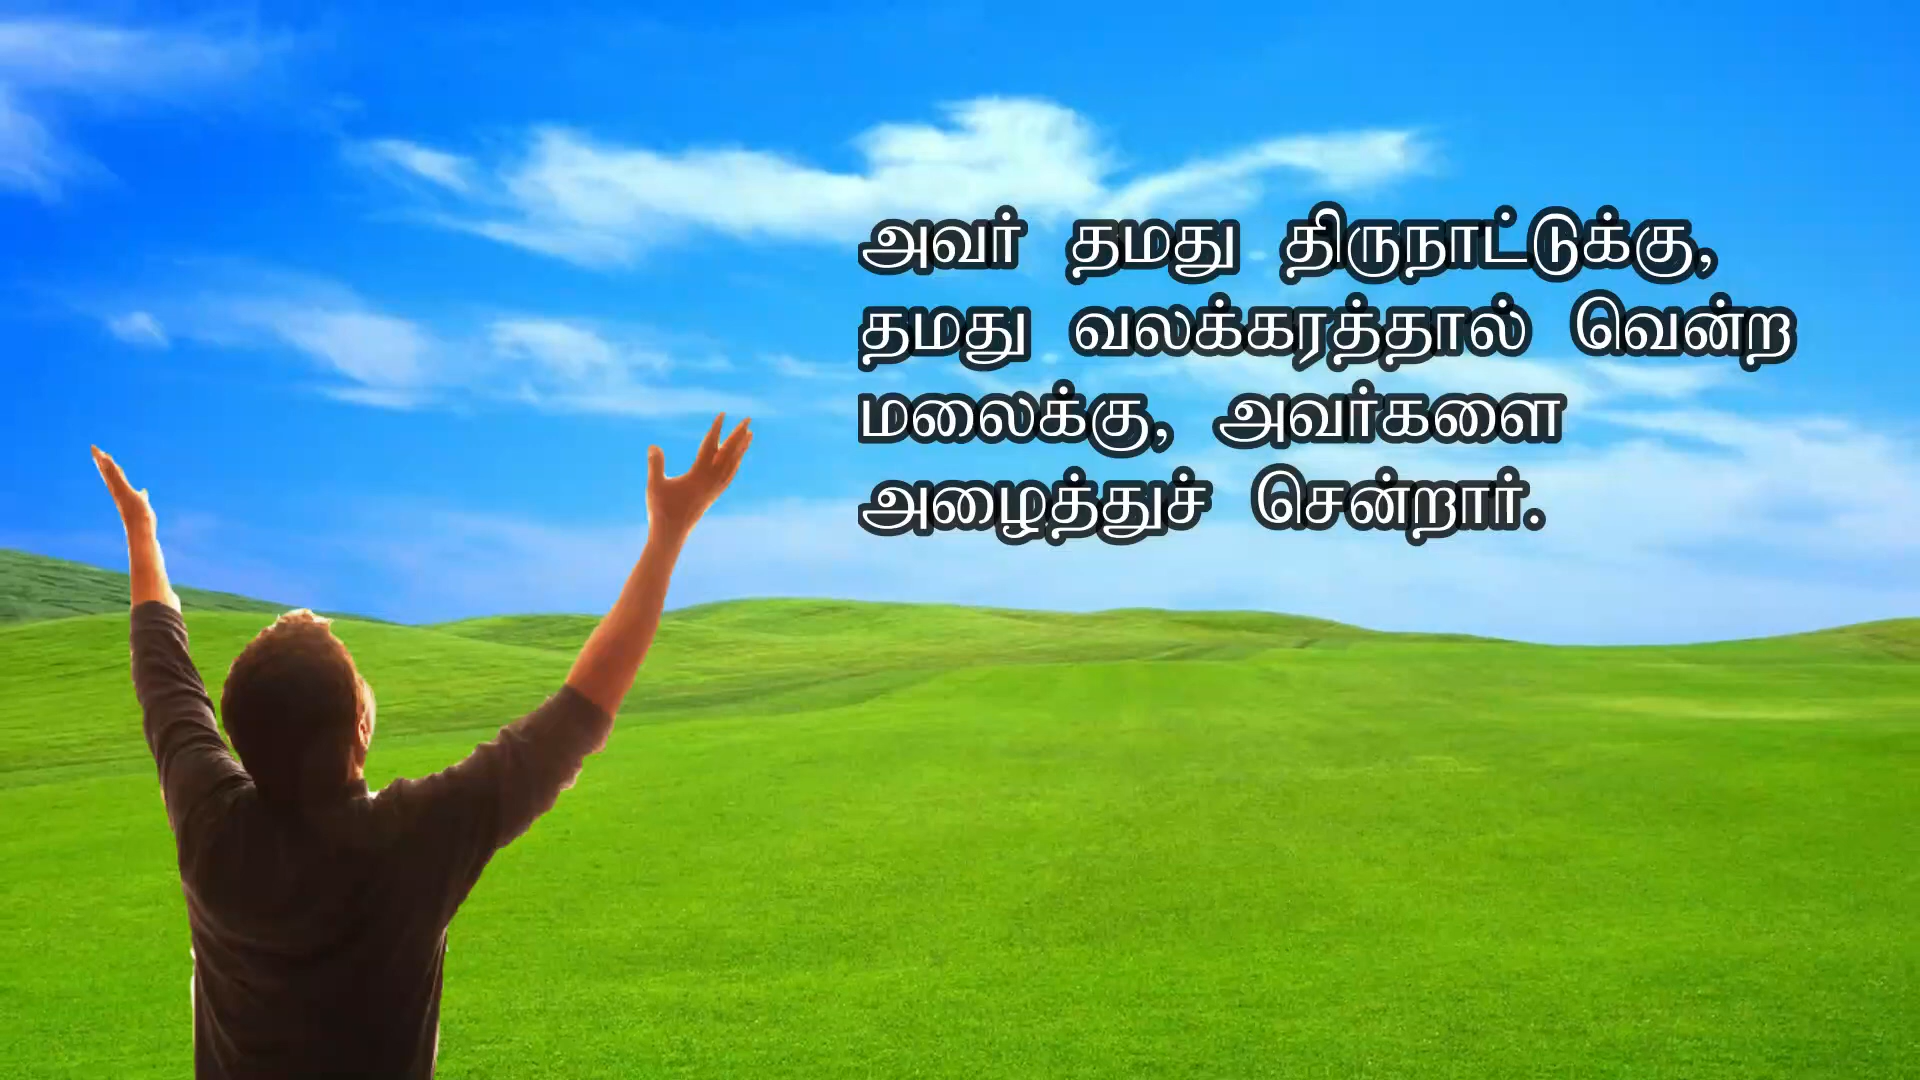 அவர் தமது திருநாட்டுக்கு,
தமது வலக்கரத்தால் வென்ற
மலைக்கு, அவர்களை
அழைத்துச் சென்றார்.